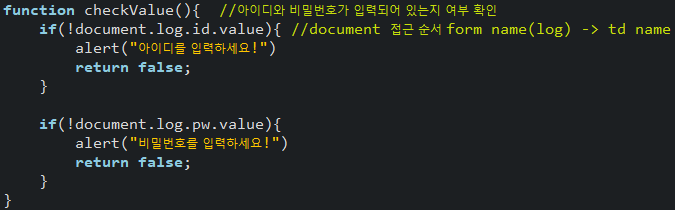 function checkValue(){  //아이디와 비밀번호가 입력되어 있는지 여부 확인
    if(!document.log.id.value){ //document 접근 순서 form name(log) -> td name
        alert("아이디를 입력하세요!")
        return false;
    }

    if(!document.log.pw.value){
        alert("비밀번호를 입력하세요!")
        return false;
    }
}